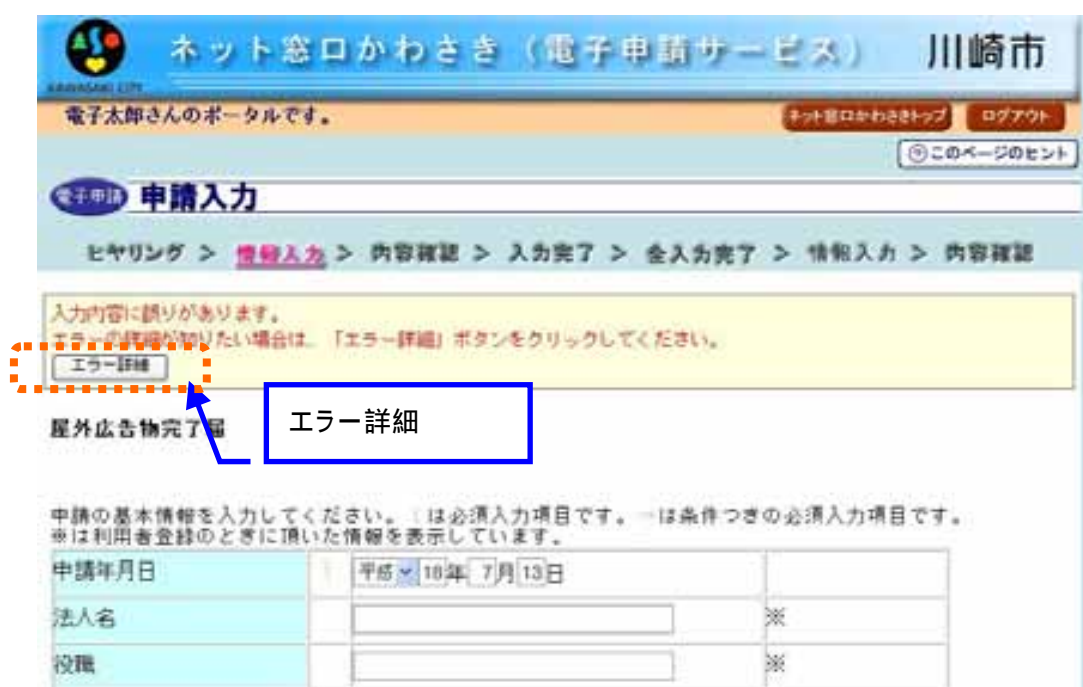 ネット窓口かわさき（電子申請サービス） 川崎市
KAWASAKI CITY
電子太郎さんのポータルです。 ネット窓口かわさきトップ ログアウト
このページのヒント
電子申請 申請入力
ヒヤリング > 情報入力 > 内容確認 > 入力完了 > 全入力完了 > 情報入力 > 内容確認
入力内容に誤りがあります。
エラーの詳細が知りたい場合は、「エラー詳細」ボタンをクリックしてください。
エラー詳細
エラー詳細
屋外広告物完了届
申請の基本情報を入力してください。 は必須入力項目です。 は条件つきの必須入力項目です。
※は利用者登録のときに頂いた情報を表示しています。
申請年月日 平成 18年 7月 13日
法人名 ※
役職 ※